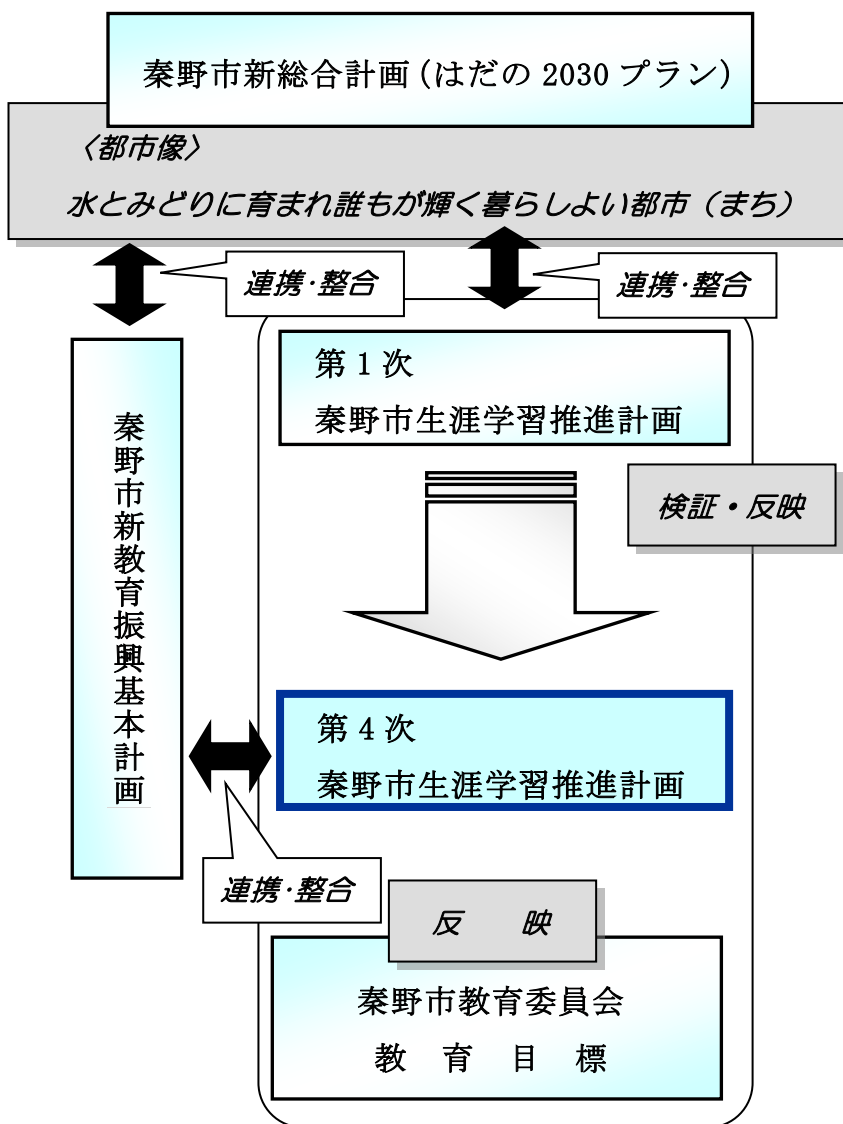 秦野市新総合計画(はだの 2030 プラン)
〈都市像〉
水とみどりに育まれ誰もが輝く暮らしよい都市（まち）
連携・整合
連携・整合
第 1 次
秦野市生涯学習推進計画
検証・反映
秦野市新教育振興基本計画
第 4 次
秦野市生涯学習推進計画
連携・整合
反　映
秦野市教育委員会
教　育　目　標